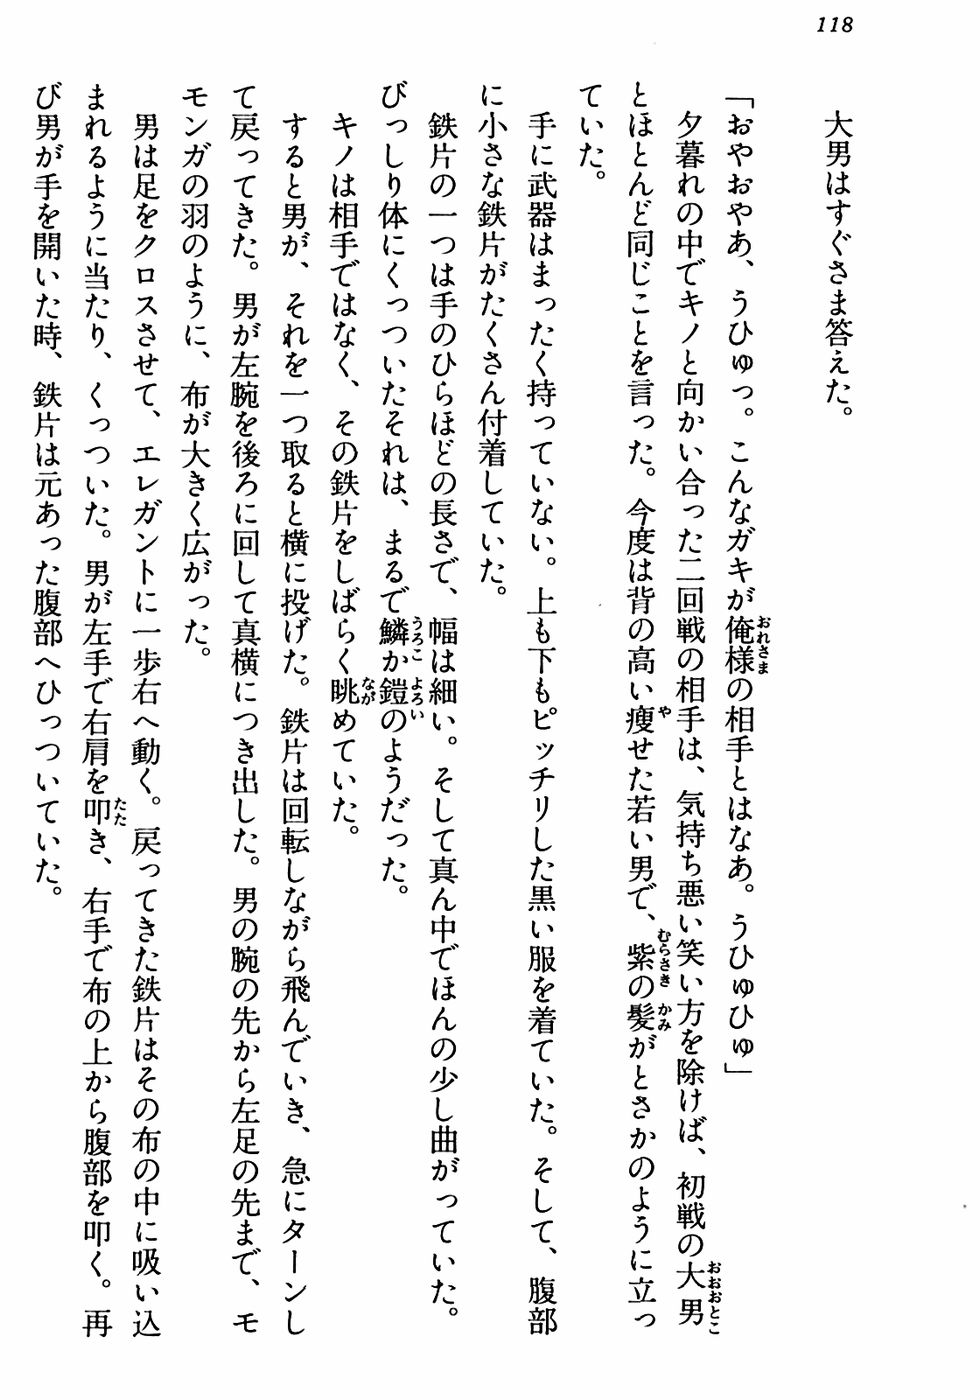 118
大男はすぐさま答えた。
「おやおやあ、うひゅっ。こんなガキが俺様の相手とはなあ。うひゅひゅ」
夕暮れの中でキノと向かい合った二回戦の相手は、気持ち悪い笑い方を除けば、初戦の大男
とほとんど同じことを言った。今度は背の高い痩せた若い男で、紫の髪がとさかのように立っ
ていた。
手に武器はまったく持っていない。上も下もピッチリした黒い服を着ていた。そして、腹部
に小さな鉄片がたくさん付着していた。
鉄片の一つは手のひらほどの長さで、幅は細い。そして真ん中でほんの少し曲がっていた。
びっしり体にくっついたそれは、まるで鱗か鎧のようだった。
キノは相手ではなく、その鉄片をしばらく眺めていた。
すると男が、それを一つ取ると横に投げた。鉄片は回転しながら飛んでいき、急にターンし
て戻ってきた。男が左腕を後ろに回して真横につき出した。男の腕の先から左足の先まで、モ
モンガの羽のように、布が大きく広がった。
男は足をクロスさせて、エレガントに一歩右へ動く。戻ってきた鉄片はその布の中に吸い込
まれるように当たり、くっついた。男が左手で右肩を叩き、右手で布の上から腹部を叩く。再
び男が手を開いた時、鉄片は元あった腹部へひっついていた。